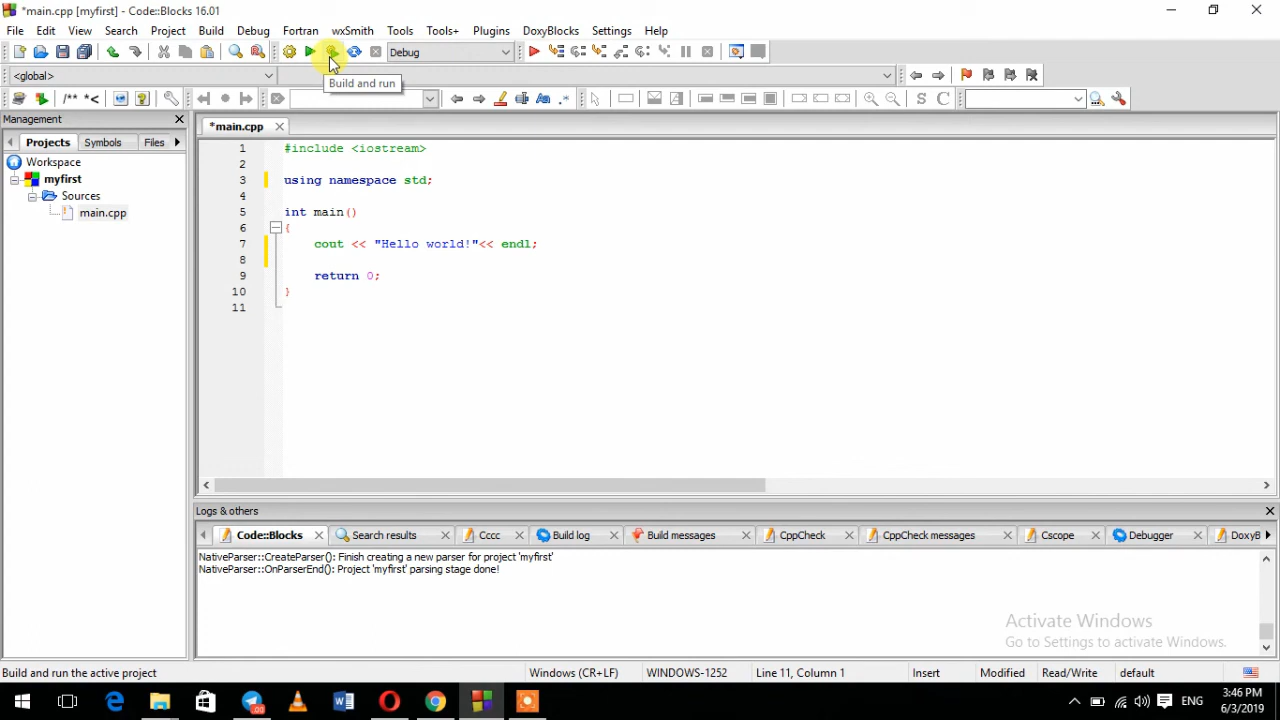 *main.cpp [myfirst] - Code::Blocks 16.01
File Edit View Search Project Build Debug Fortran wxSmith Tools Tools+ Plugins DoxyBlocks Settings Help
Debug
<global>
Build and run
/** *<
S C
Management
*main.cpp
Projects Symbols Files
Workspace
myfirst
Sources
main.cpp
1 #include <iostream>
2
3 using namespace std;
4
5 int main()
6 {
7 cout << "Hello world!"<< endl;
8
9 return 0;
10 }
11
Logs & others
Code::Blocks Search results Cccc Build log Build messages CppCheck CppCheck messages Cscope Debugger DoxyB
NativeParser::CreateParser(): Finish creating a new parser for project 'myfirst'
NativeParser::OnParserEnd(): Project 'myfirst' parsing stage done!
Activate Windows
Go to Settings to activate Windows.
Build and run the active project Windows (CR+LF) WINDOWS-1252 Line 11, Column 1 Insert Modified Read/Write default
ENG
3:46 PM
6/3/2019